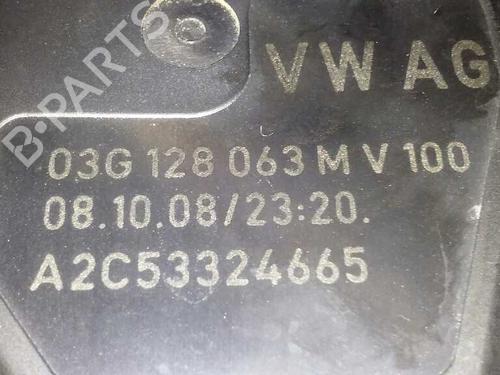 VW AG
B-PARTS
03G 128 063 M V 100
08.10.08/23:20.
A2C53324665